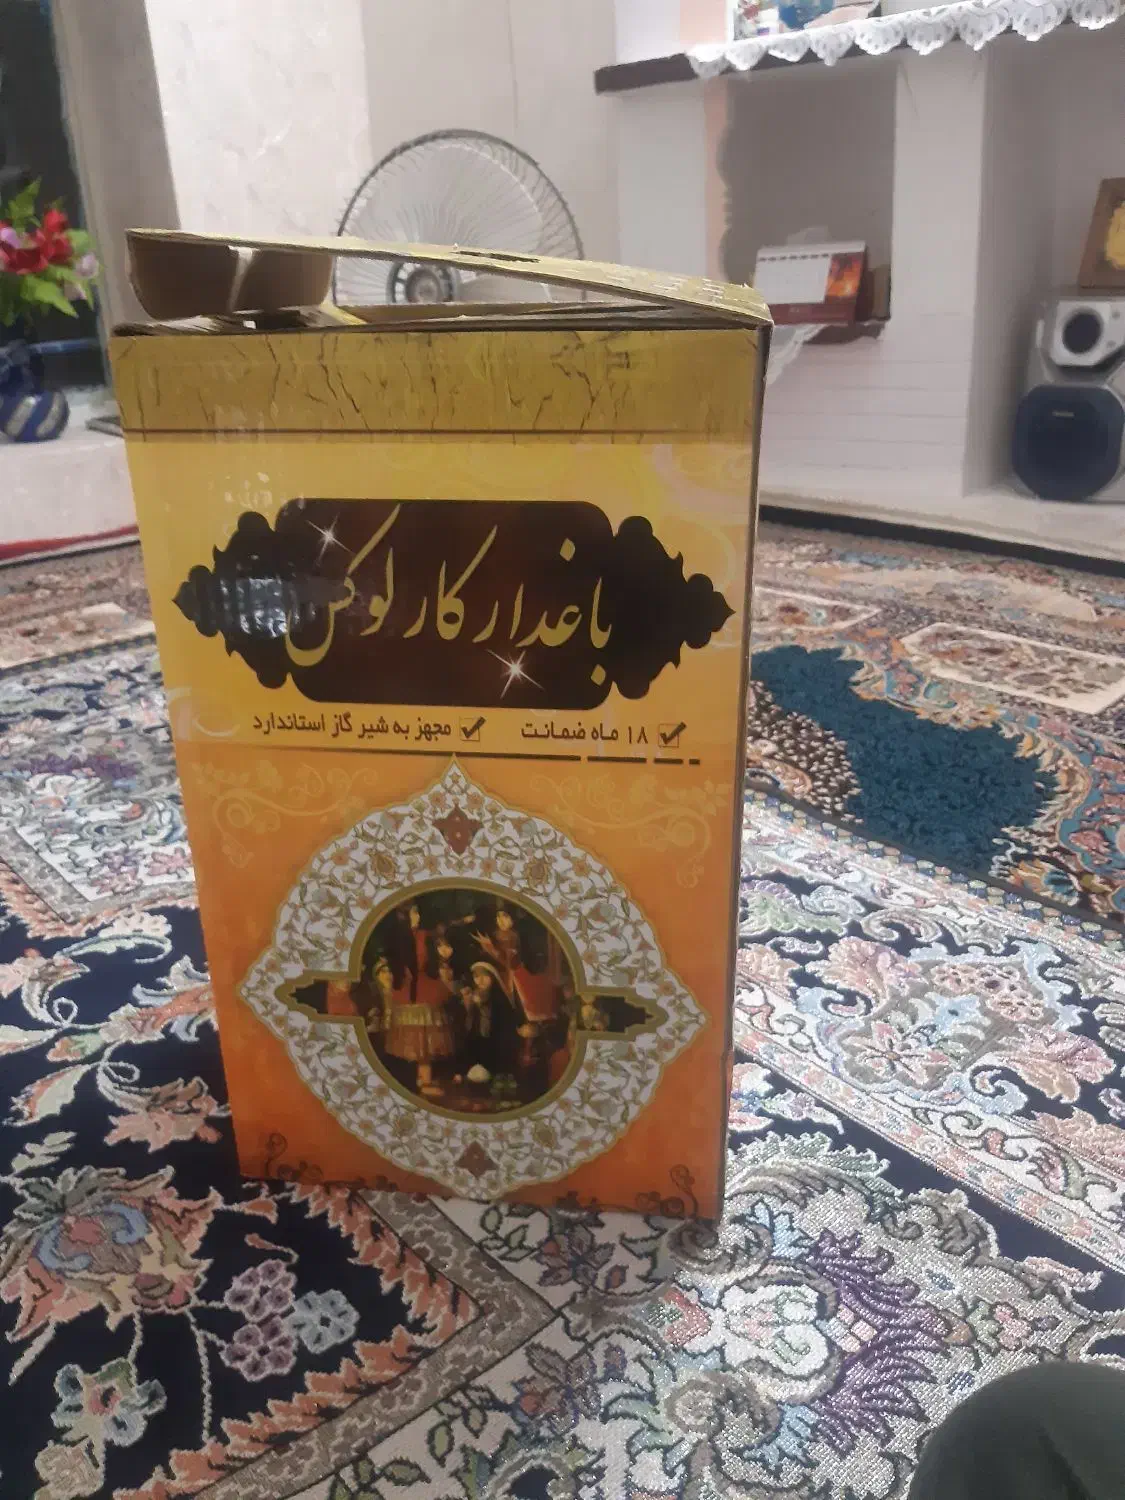 باغدار کار لوکس
۱۸ ماه ضمانت
مجهز به شیر گاز استاندارد